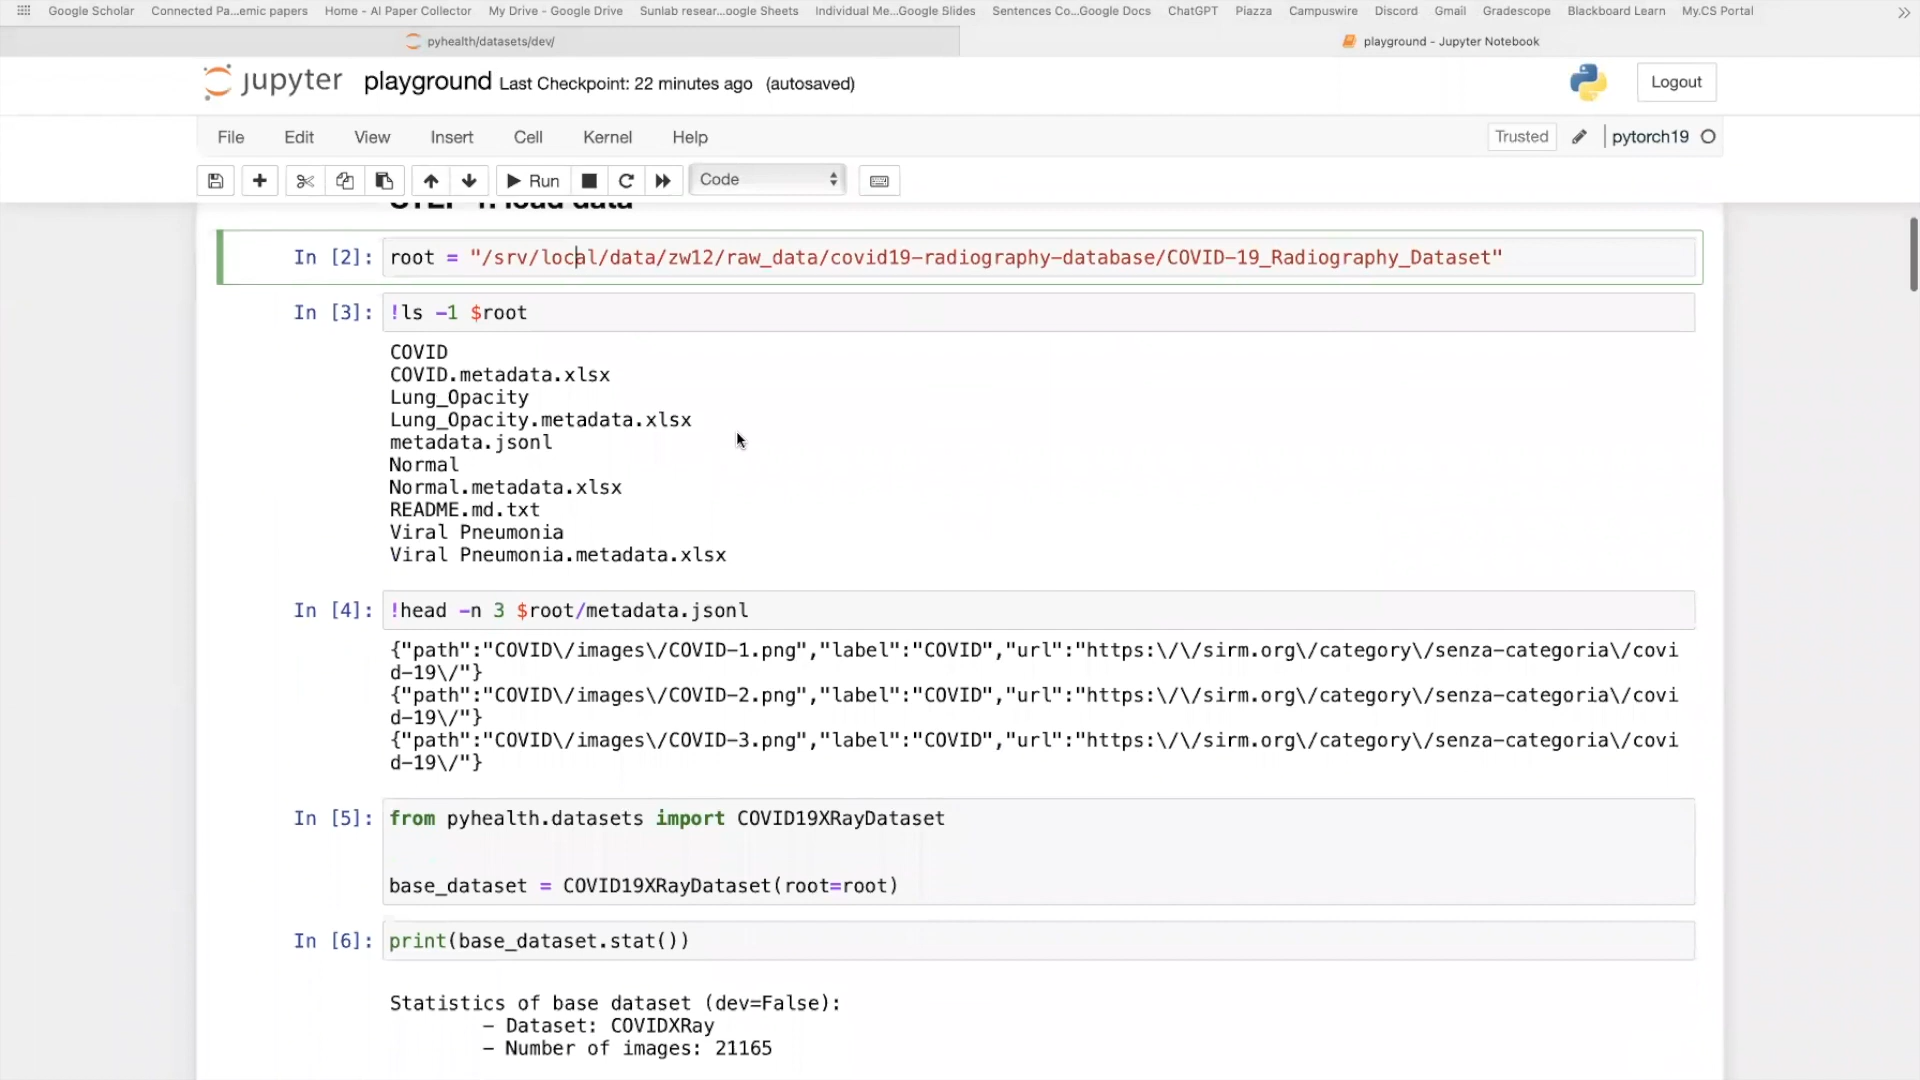 Google Scholar Connected Pa...emic papers Home - AI Paper Collector My Drive - Google Drive Sunlab resear...oogle Sheets Individual Me...Google Slides Sentences Co...Google Docs ChatGPT Piazza Campuswire Discord Gmail Gradescope Blackboard Learn My.CS Portal
pyhealth/datasets/dev/ playground - Jupyter Notebook
jupyter playground Last Checkpoint: 22 minutes ago (autosaved) Logout
File Edit View Insert Cell Kernel Help Trusted pytorch19
Run Code
STEP 1: load data
In [2]: root = "/srv/local/data/zw12/raw_data/covid19-radiography-database/COVID-19_Radiography_Dataset"
In [3]: !ls -1 $root
COVID
COVID.metadata.xlsx
Lung_Opacity
Lung_Opacity.metadata.xlsx
metadata.jsonl
Normal
Normal.metadata.xlsx
README.md.txt
Viral Pneumonia
Viral Pneumonia.metadata.xlsx
In [4]: !head -n 3 $root/metadata.jsonl
{"path":"COVID\/images\/COVID-1.png","label":"COVID","url":"https:\/\/sirm.org\/category\/senza-categoria\/covi
d-19\/"}
{"path":"COVID\/images\/COVID-2.png","label":"COVID","url":"https:\/\/sirm.org\/category\/senza-categoria\/covi
d-19\/"}
{"path":"COVID\/images\/COVID-3.png","label":"COVID","url":"https:\/\/sirm.org\/category\/senza-categoria\/covi
d-19\/"}
In [5]: from pyhealth.datasets import COVID19XRayDataset
base_dataset = COVID19XRayDataset(root=root)
In [6]: print(base_dataset.stat())
Statistics of base dataset (dev=False):
- Dataset: COVIDXRay
- Number of images: 21165